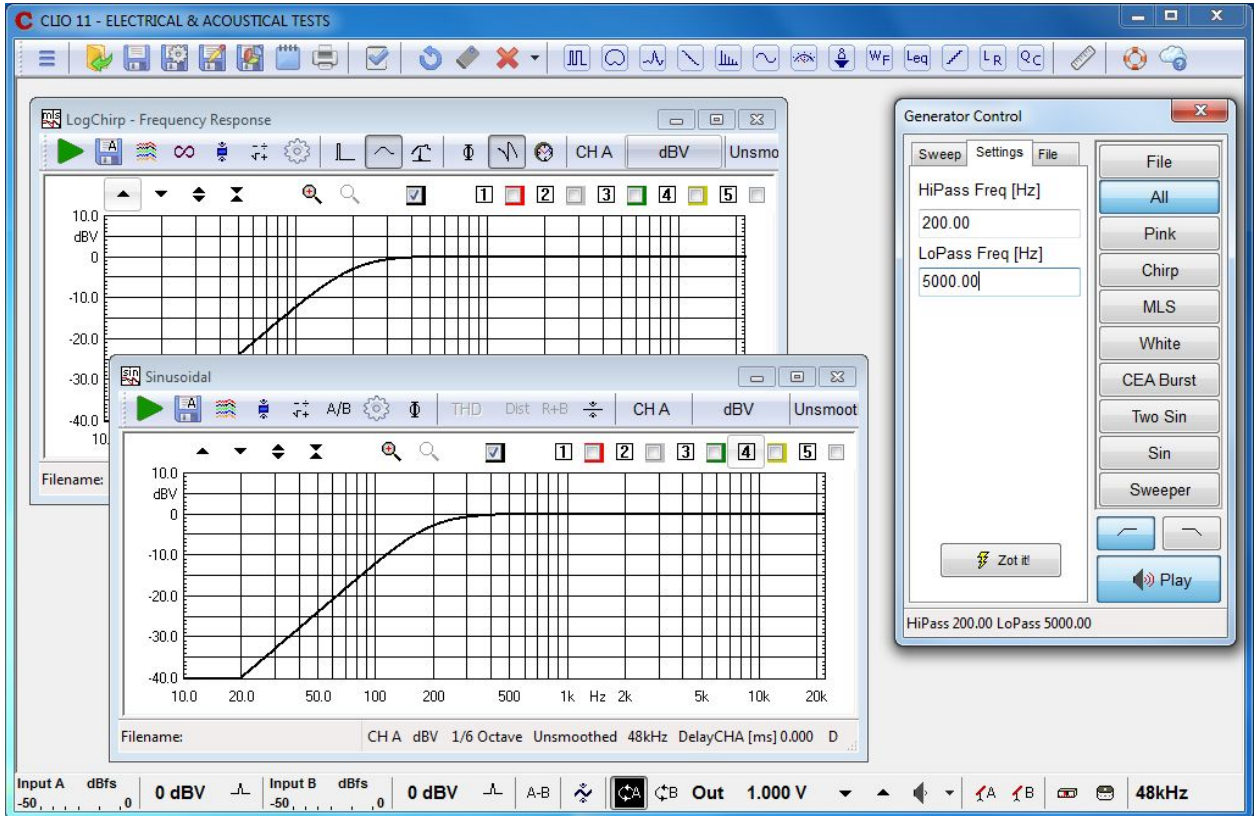 CLIO 11 - ELECTRICAL & ACOUSTICAL TESTS
WF Leq LR QC
LogChirp - Frequency Response
A Φ CH A dBV Unsmo
1 2 3 4 5
10.0
dBV
0
-10.0
-20.0
-30.0
-40.0
10.
Filename:
Sinusoidal
A A/B Φ THD Dist R+B CH A dBV Unsmoot
1 2 3 4 5
10.0
dBV
0
-10.0
-20.0
-30.0
-40.0
10.0 20.0 50.0 100 200 500 1k Hz 2k 5k 10k 20k
Filename: CH A dBV 1/6 Octave Unsmoothed 48kHz DelayCHA [ms] 0.000 D
Generator Control
Sweep Settings File
HiPass Freq [Hz]
200.00
LoPass Freq [Hz]
5000.00
Zot it!
File
All
Pink
Chirp
MLS
White
CEA Burst
Two Sin
Sin
Sweeper
Play
HiPass 200.00 LoPass 5000.00
Input A dBfs
-50 0
0 dBV
Input B dBfs
-50 0
0 dBV A-B A B Out 1.000 V A B 48kHz